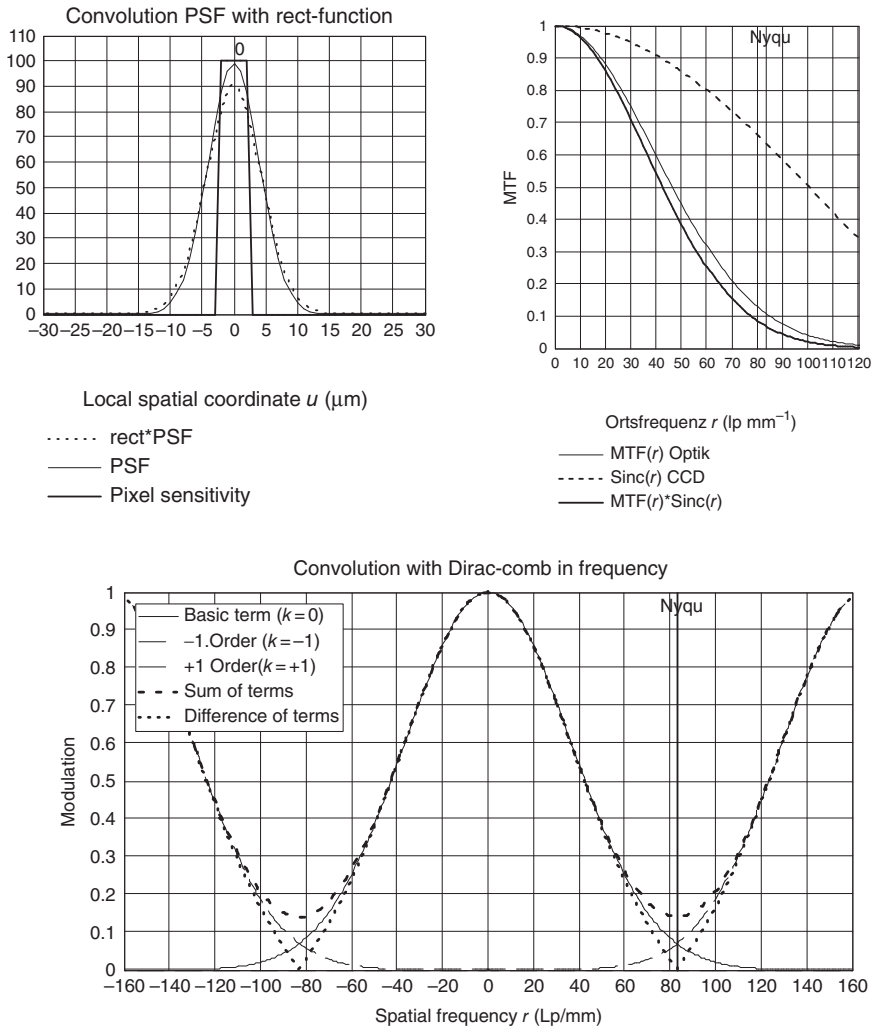 Convolution PSF with rect-function
0
110
100
90
80
70
60
50
40
30
20
10
0
−30 −25 −20 −15 −10 −5 0 5 10 15 20 25 30
Local spatial coordinate u (μm)
rect*PSF
PSF
Pixel sensitivity
Nyqu
MTF
1
0.9
0.8
0.7
0.6
0.5
0.4
0.3
0.2
0.1
0
0 10 20 30 40 50 60 70 80 90 100 110 120
Ortsfrequenz r (lp mm⁻¹)
MTF(r) Optik
Sinc(r) CCD
MTF(r)*Sinc(r)
Convolution with Dirac-comb in frequency
Nyqu
Basic term (k=0)
−1.Order (k=−1)
+1 Order(k=+1)
Sum of terms
Difference of terms
Modulation
1
0.9
0.8
0.7
0.6
0.5
0.4
0.3
0.2
0.1
0
−160 −140 −120 −100 −80 −60 −40 −20 0 20 40 60 80 100 120 140 160
Spatial frequency r (Lp/mm)